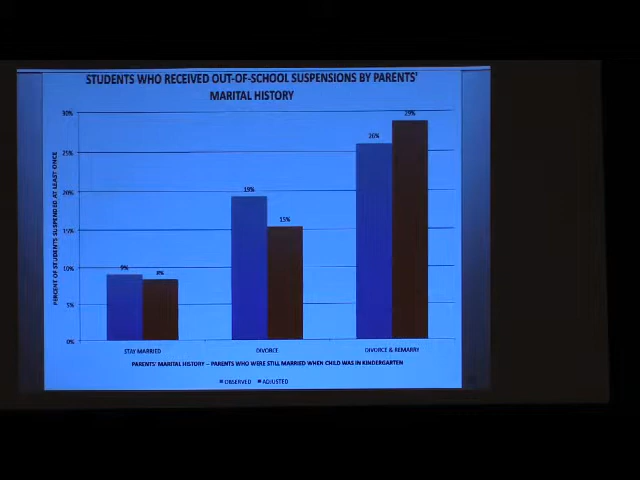 STUDENTS WHO RECEIVED OUT-OF-SCHOOL SUSPENSIONS BY PARENTS'
MARITAL HISTORY
PERCENT OF STUDENTS SUSPENDED AT LEAST ONCE
30%
25%
20%
15%
10%
5%
0%
9%
8%
19%
15%
26%
29%
STAY MARRIED
DIVORCE
DIVORCE & REMARRY
PARENTS' MARITAL HISTORY – PARENTS WHO WERE STILL MARRIED WHEN CHILD WAS IN KINDERGARTEN
OBSERVED ADJUSTED